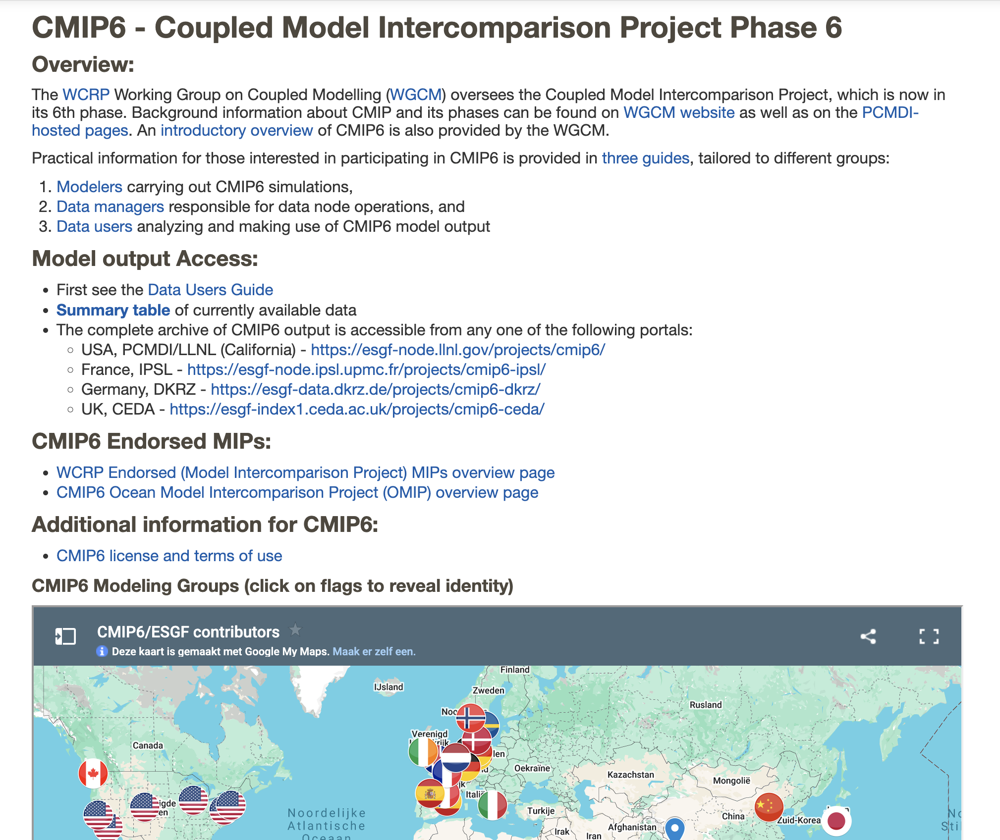 CMIP6 - Coupled Model Intercomparison Project Phase 6
Overview:
The WCRP Working Group on Coupled Modelling (WGCM) oversees the Coupled Model Intercomparison Project, which is now in
its 6th phase. Background information about CMIP and its phases can be found on WGCM website as well as on the PCMDI-
hosted pages. An introductory overview of CMIP6 is also provided by the WGCM.
Practical information for those interested in participating in CMIP6 is provided in three guides, tailored to different groups:
1. Modelers carrying out CMIP6 simulations,
2. Data managers responsible for data node operations, and
3. Data users analyzing and making use of CMIP6 model output
Model output Access:
• First see the Data Users Guide
• Summary table of currently available data
• The complete archive of CMIP6 output is accessible from any one of the following portals:
◦ USA, PCMDI/LLNL (California) - https://esgf-node.llnl.gov/projects/cmip6/
◦ France, IPSL - https://esgf-node.ipsl.upmc.fr/projects/cmip6-ipsl/
◦ Germany, DKRZ - https://esgf-data.dkrz.de/projects/cmip6-dkrz/
◦ UK, CEDA - https://esgf-index1.ceda.ac.uk/projects/cmip6-ceda/
CMIP6 Endorsed MIPs:
• WCRP Endorsed (Model Intercomparison Project) MIPs overview page
• CMIP6 Ocean Model Intercomparison Project (OMIP) overview page
Additional information for CMIP6:
• CMIP6 license and terms of use
CMIP6 Modeling Groups (click on flags to reveal identity)
CMIP6/ESGF contributors
Deze kaart is gemaakt met Google My Maps. Maak er zelf een.
Finland
IJsland
Zweden
Rusland
Verenigd
Canada
Oekraïne
Kazachstan
Mongolië
Turkije
China
Zuid-Korea
Noordelijke
Atlantische
Oceaan
Afghanistan
Irak
Iran